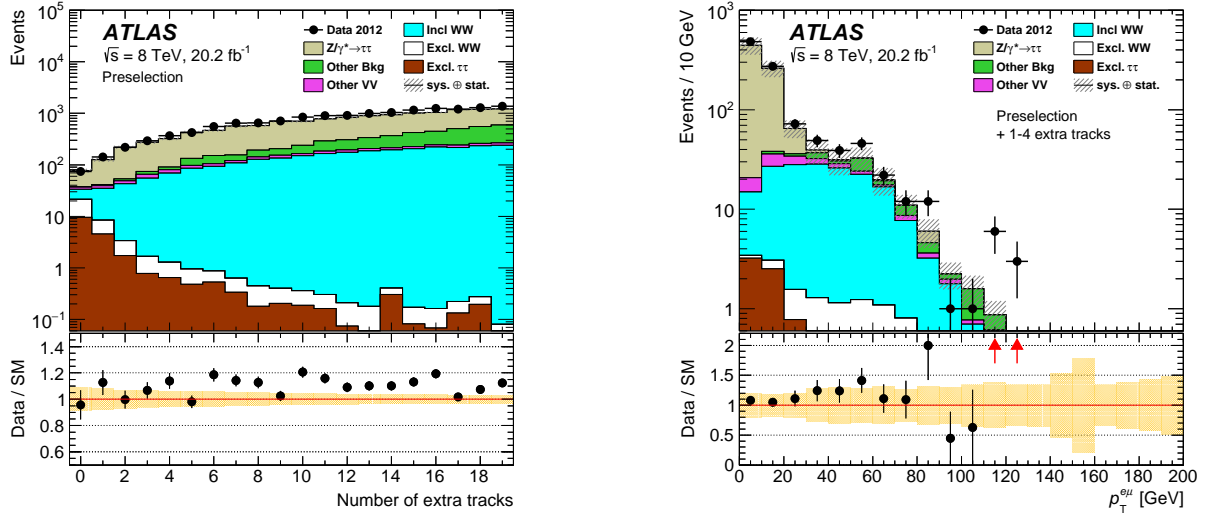 ATLAS
√s = 8 TeV, 20.2 fb⁻¹
Preselection
Data 2012
Z/γ*→ττ
Other Bkg
Other VV
Incl WW
Excl. WW
Excl. ττ
sys. ⊕ stat.
Events
10⁵
10⁴
10³
10²
10
1
10⁻¹
Data / SM
1.4
1.2
1.0
0.8
0.6
0 2 4 6 8 10 12 14 16 18
Number of extra tracks
ATLAS
√s = 8 TeV, 20.2 fb⁻¹
Data 2012
Z/γ*→ττ
Other Bkg
Other VV
Incl WW
Excl. WW
Excl. ττ
sys. ⊕ stat.
Preselection
+ 1-4 extra tracks
Events / 10 GeV
10³
10²
10
1
Data / SM
2
1.5
1
0.5
0
0 20 40 60 80 100 120 140 160 180 200
p_T^{eμ} [GeV]